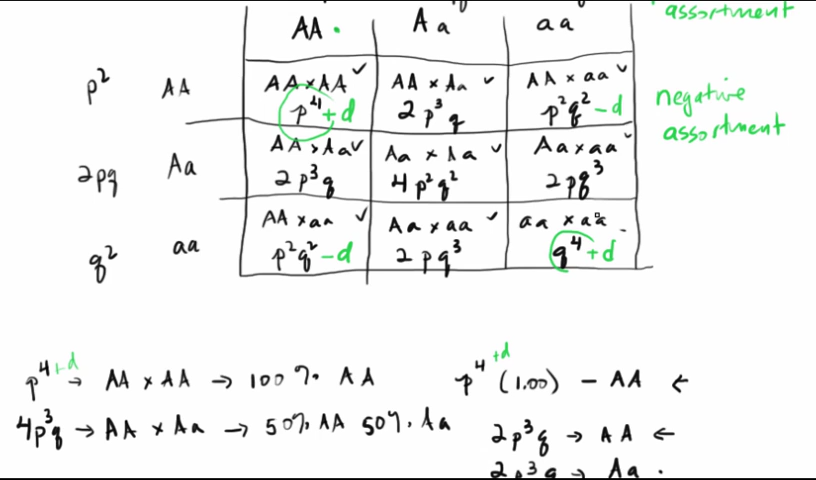 assortment
AA · Aa aa
p² AA AA×AA ✓ AA × Aa ✓ AA × aa ✓
p⁴+d 2p³q p²q²-d
negative
assortment
2pq Aa AA×Aa ✓ Aa × Aa ✓ Aa×aa ✓
2p³q 4p²q² 2pq³
q² aa AA×aa ✓ Aa×aa ✓ aa ×aa
p²q²-d 2pq³ q⁴+d
p⁴+d → AA × AA → 100% AA
p⁴+d (1.00) - AA ←
4p³q → AA × Aa → 50% AA 50% Aa
2p³q → AA ←
2p³q → Aa .